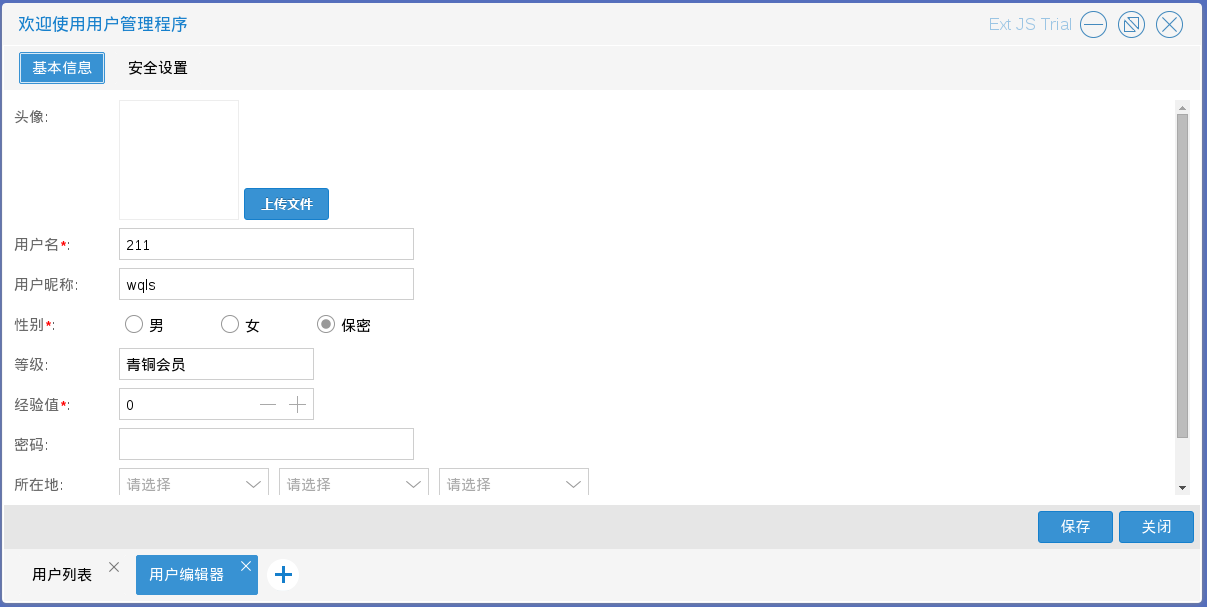 欢迎使用用户管理程序 Ext JS Trial
基本信息 安全设置
头像:
上传文件
用户名*: 211
用户昵称: wqls
性别*: 男 女 保密
等级: 青铜会员
经验值*: 0
密码:
所在地: 请选择 请选择 请选择
保存 关闭
用户列表 用户编辑器